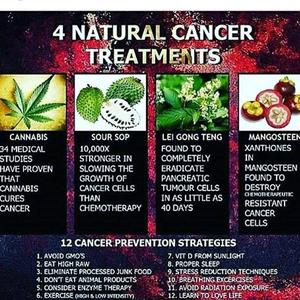 4 NATURAL CANCER
TREATMENTS
CANNABIS
34 MEDICAL
STUDIES
HAVE PROVEN
THAT
CANNABIS
CURES
CANCER
SOUR SOP
10,000X
STRONGER IN
SLOWING THE
GROWTH OF
CANCER CELLS
THAN
CHEMOTHERAPY
LEI GONG TENG
FOUND TO
COMPLETELY
ERADICATE
PANCREATIC
TUMOUR CELLS
IN AS LITTLE AS
40 DAYS
MANGOSTEEN
XANTHONES
IN
MANGOSTEEN
FOUND TO
DESTROY
CHEMOTHERAPEUTIC
RESISTANT
CANCER
CELLS
12 CANCER PREVENTION STRATEGIES
1. AVOID GMO'S
2. EAT HIGH RAW
3. ELIMINATE PROCESSED JUNK FOOD
4. DON'T EAT ANIMAL PRODUCTS
5. CONSIDER ENZYME THERAPY
6. EXERCISE (HIGH & LOW INTENSITY)
7. VIT D FROM SUNLIGHT
8. PROPER SLEEP
9. STRESS REDUCTION TECHNIQUES
10. BREATHING EXCERCISES
11. AVOID RADIATION EXPOSURE
12. LEARN TO LOVE LIFE